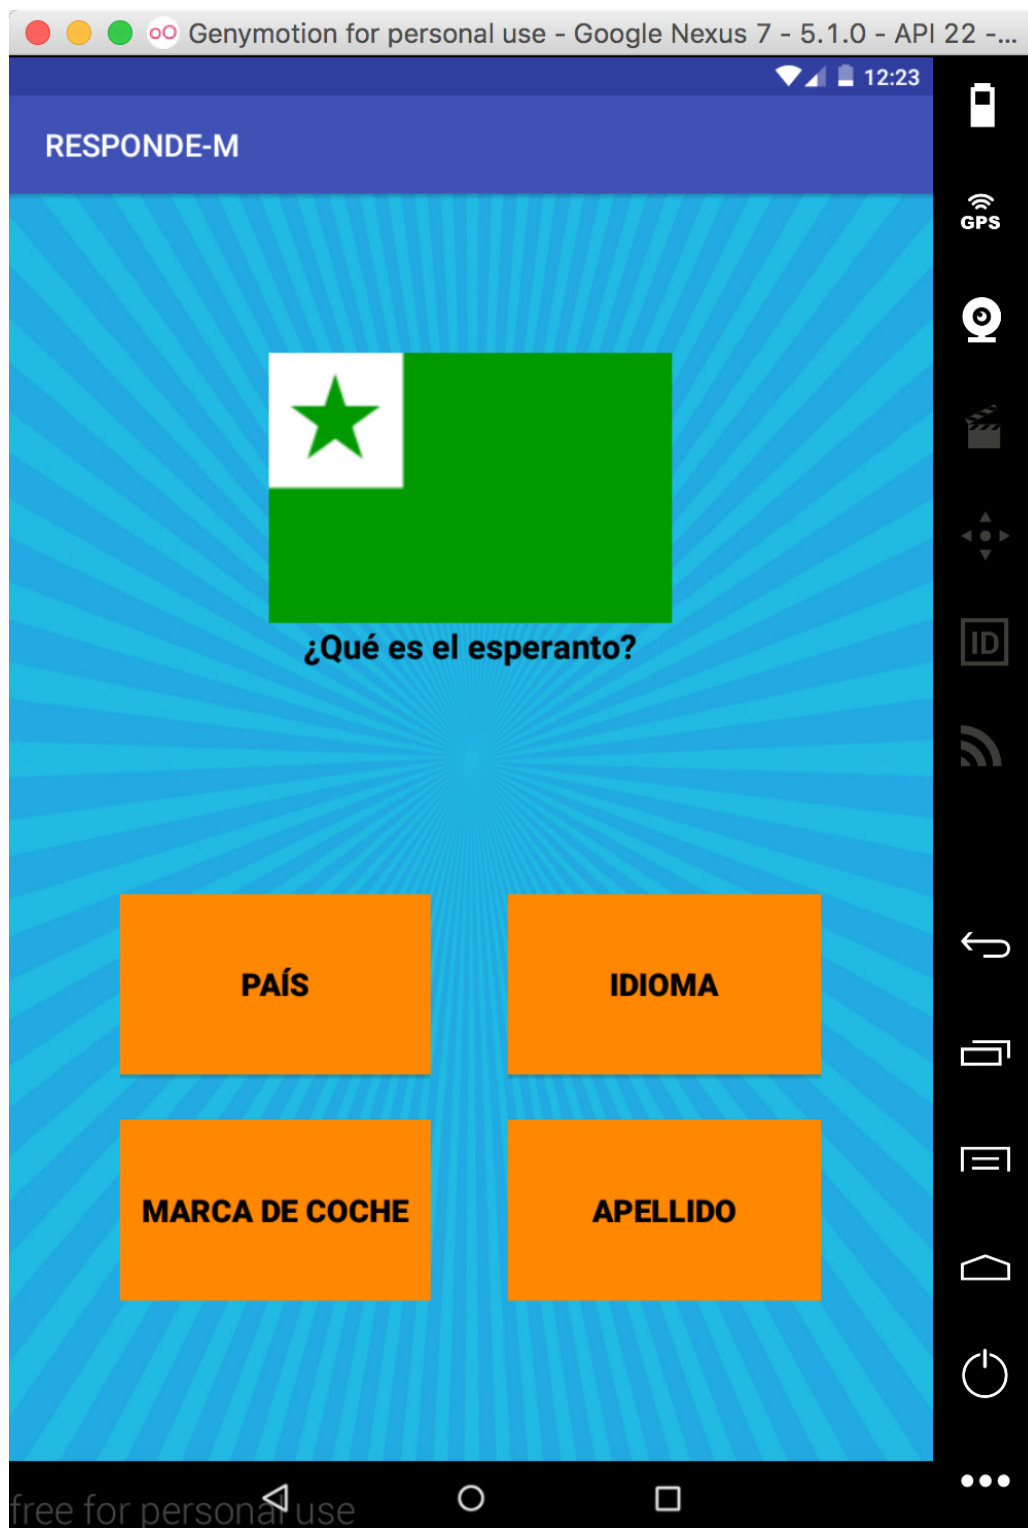 Genymotion for personal use - Google Nexus 7 - 5.1.0 - API 22 -...
12:23
RESPONDE-M
GPS
ID
¿Qué es el esperanto?
PAÍS
IDIOMA
MARCA DE COCHE
APELLIDO
free for personal use